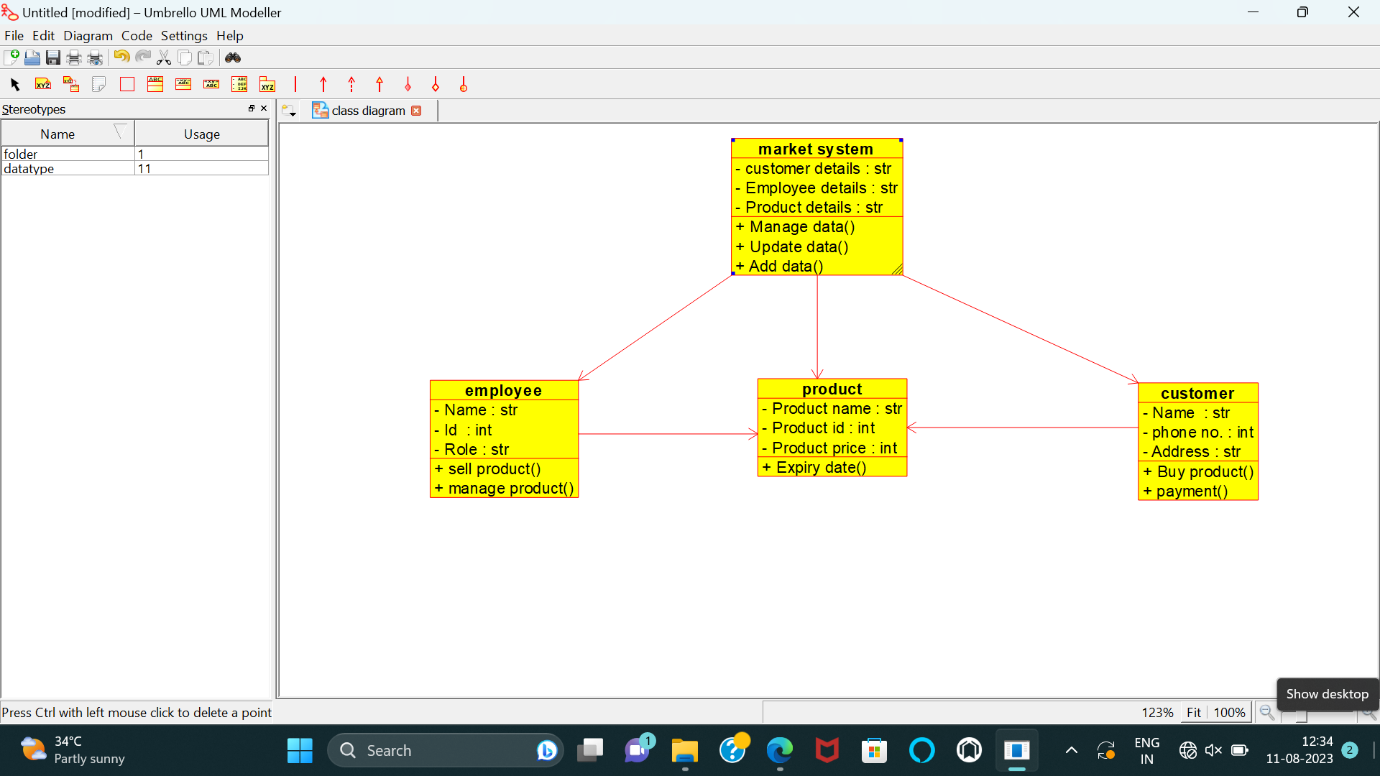 Untitled [modified] – Umbrello UML Modeller
File Edit Diagram Code Settings Help
Stereotypes
class diagram
Name Usage
folder 1
datatype 11
market system
- customer details : str
- Employee details : str
- Product details : str
+ Manage data()
+ Update data()
+ Add data()
employee
- Name : str
- Id : int
- Role : str
+ sell product()
+ manage product()
product
- Product name : str
- Product id : int
- Product price : int
+ Expiry date()
customer
- Name : str
- phone no. : int
- Address : str
+ Buy product()
+ payment()
Show desktop
Press Ctrl with left mouse click to delete a point
123% Fit 100%
34°C
Partly sunny
Search
1
ENG
IN
12:34
11-08-2023
2